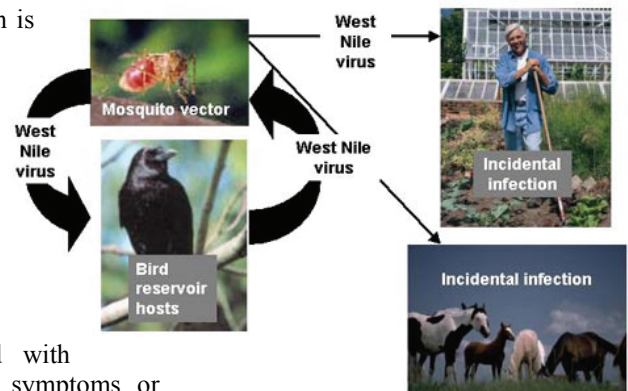 n is
West
Nile
virus
Mosquito vector
West
Nile
virus
West Nile
virus
Incidental
infection
Bird
reservoir
hosts
Incidental infection
with
symptoms or